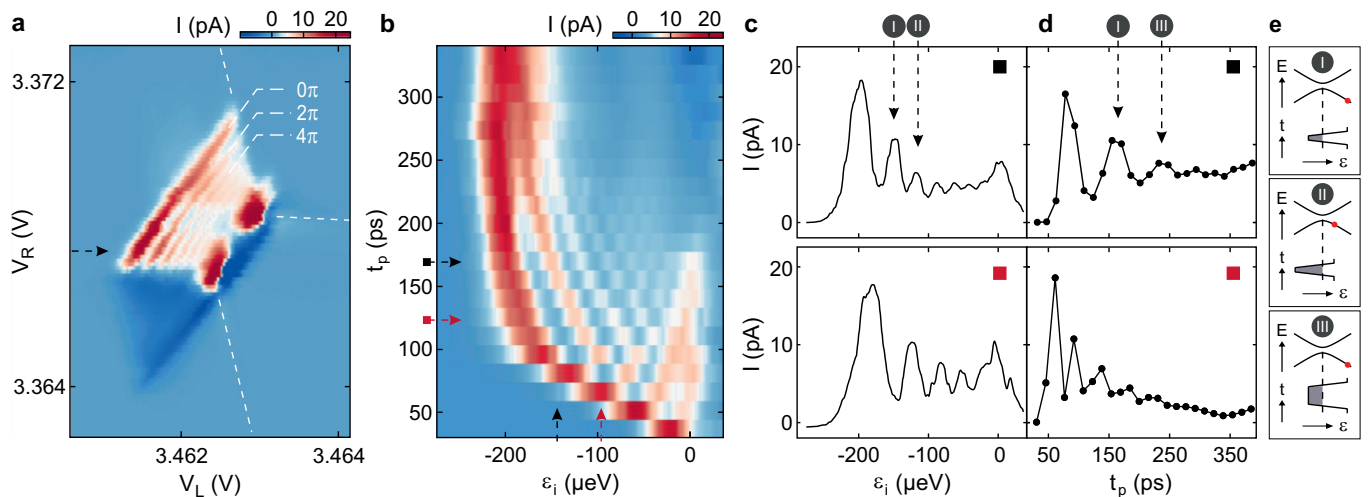 a
I (pA)
0
10
20
3.372
3.364
V_R (V)
0π
2π
4π
3.462
3.464
V_L (V)
b
I (pA)
0
10
20
300
250
200
150
100
50
t_p (ps)
-200
-100
0
ε_i (µeV)
c
I
II
20
10
0
I (pA)
20
10
0
I (pA)
-200
-100
0
ε_i (µeV)
d
I
III
50
150
250
350
t_p (ps)
e
I
E
t
ε
II
E
t
ε
III
E
t
ε